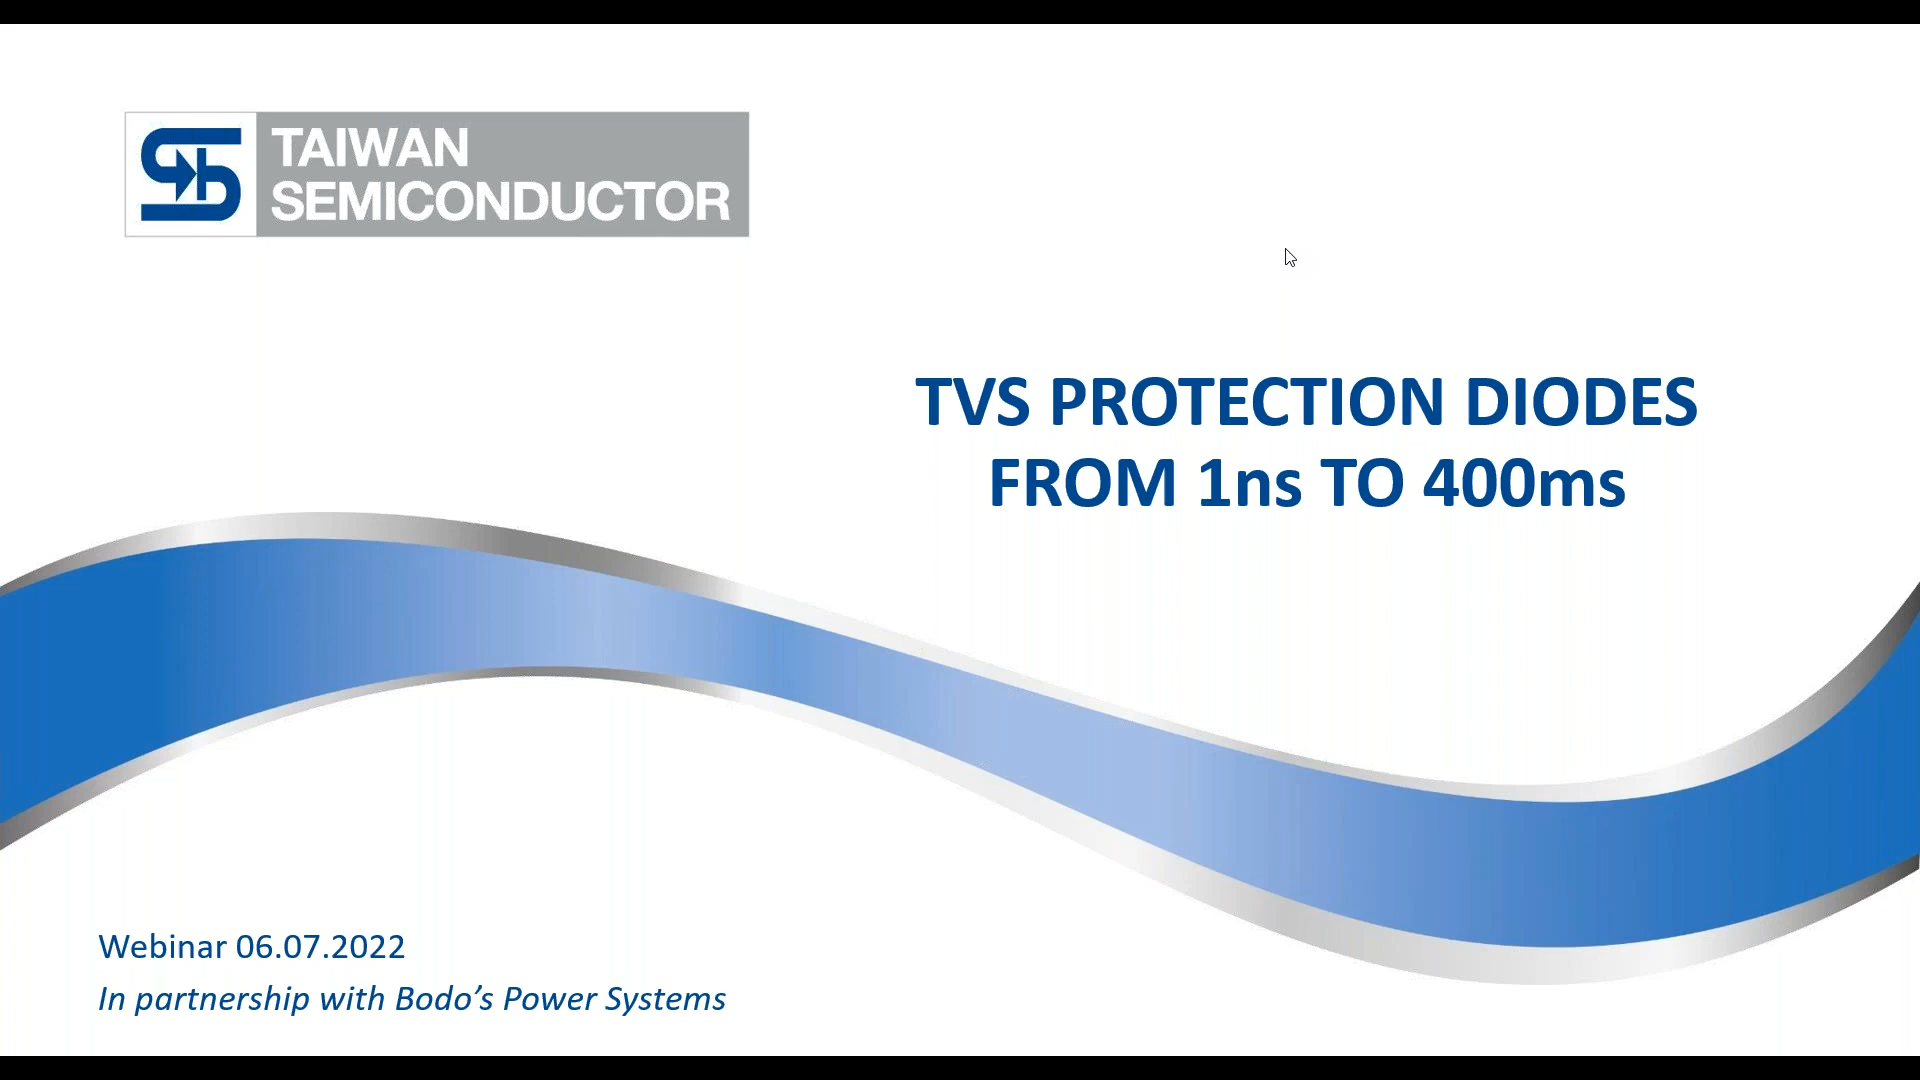 TAIWAN
SEMICONDUCTOR
TVS PROTECTION DIODES
FROM 1ns TO 400ms
Webinar 06.07.2022
In partnership with Bodo’s Power Systems